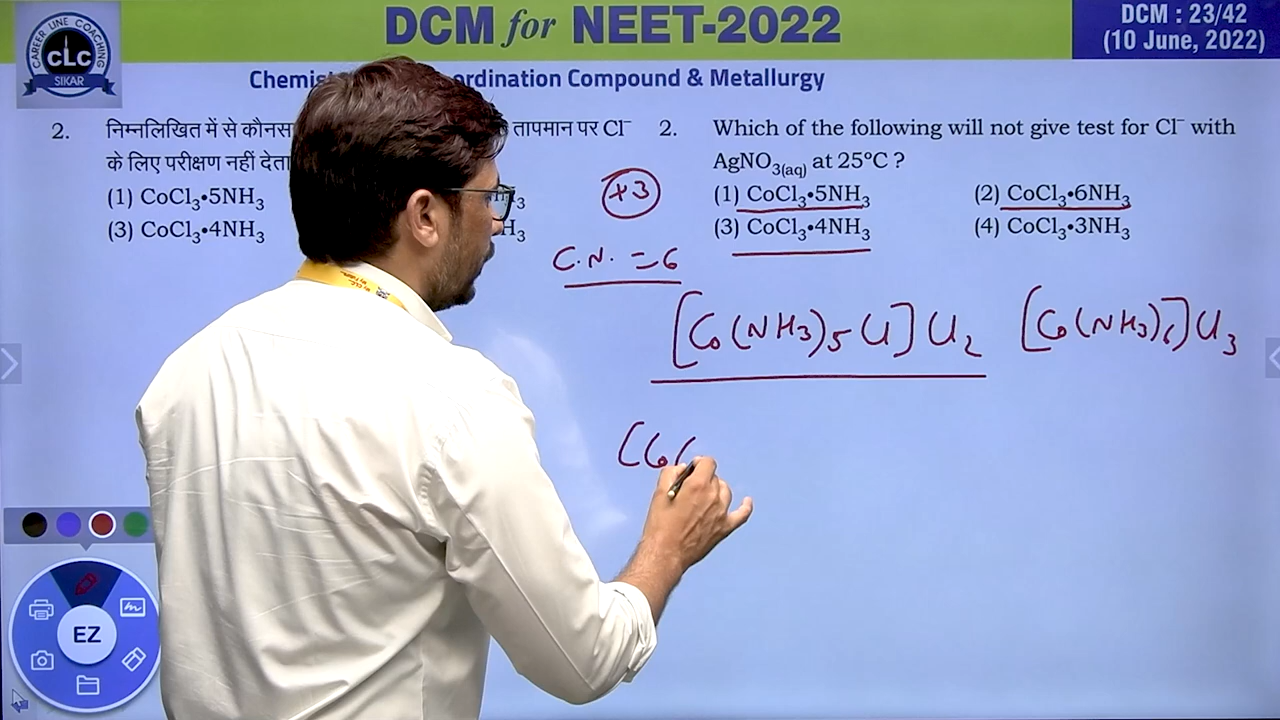 DCM for NEET-2022
DCM : 23/42
(10 June, 2022)
CAREER LINE COACHING
CLC
SIKAR
Coordination Compound & Metallurgy
2. निम्नलिखित में से
तापमान पर Cl⁻
के लिए परीक्षण नहीं
(1) CoCl₃•5NH₃
(3) CoCl₃•4NH₃
2. Which of the following will not give test for Cl⁻ with
AgNO₃(aq) at 25°C ?
(1) CoCl₃•5NH₃ (2) CoCl₃•6NH₃
(3) CoCl₃•4NH₃ (4) CoCl₃•3NH₃
+3
C.N. = 6
[Co(NH₃)₅Cl]Cl₂ [Co(NH₃)₆]Cl₃
[Co(
EZ